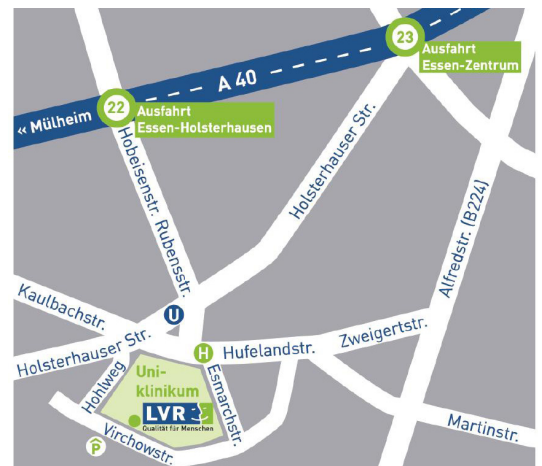 23
Ausfahrt
Essen-Zentrum
A 40
22
Ausfahrt
Essen-Holsterhausen
« Mülheim
Hobeisenstr. Rubensstr.
Holsterhauser Str.
Alfredstr. (B224)
Kaulbachstr.
U
Holsterhauser Str.
H
Hufelandstr.
Zweigertstr.
Hohlweg
Uni-
klinikum
LVR
Qualität für Menschen
Esmarchstr.
Martinstr.
Virchowstr.
P